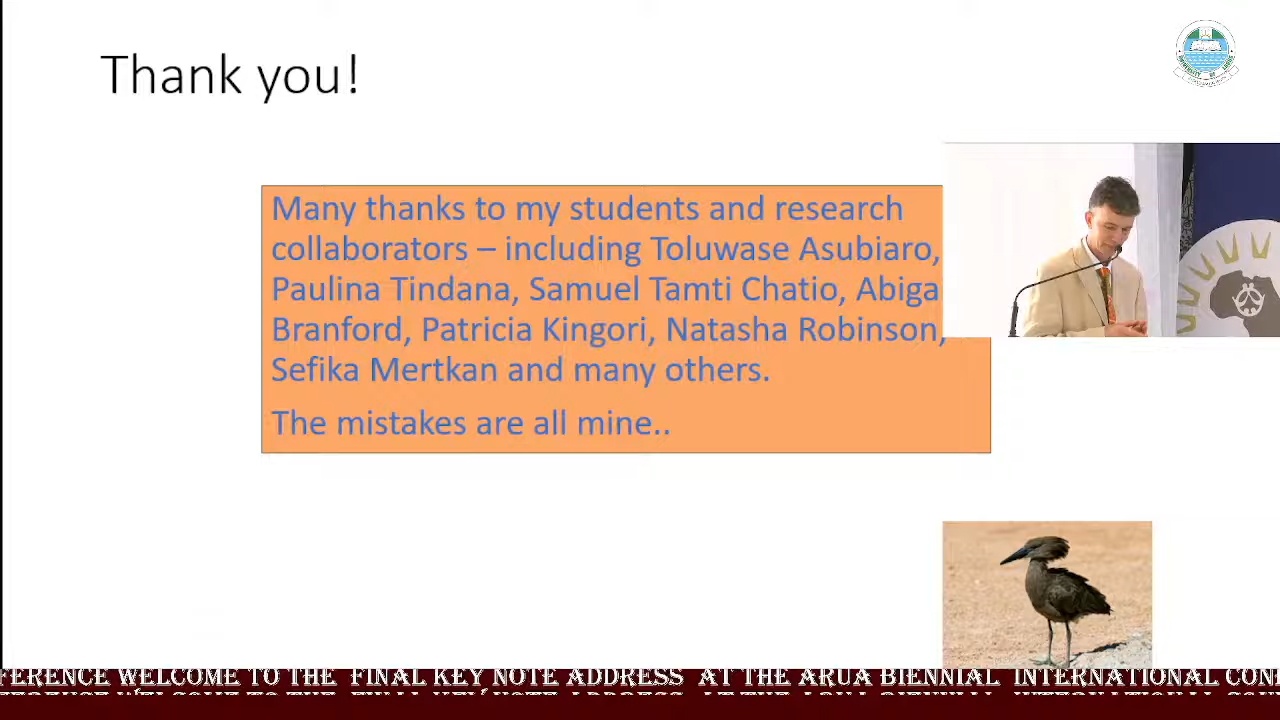 Thank you!
Many thanks to my students and research
collaborators – including Toluwase Asubiaro,
Paulina Tindana, Samuel Tamti Chatio, Abiga
Branford, Patricia Kingori, Natasha Robinson,
Sefika Mertkan and many others.
The mistakes are all mine..
FERENCE WELCOME TO THE FINAL KEY NOTE ADDRESS AT THE ARUA BIENNIAL INTERNATIONAL CON